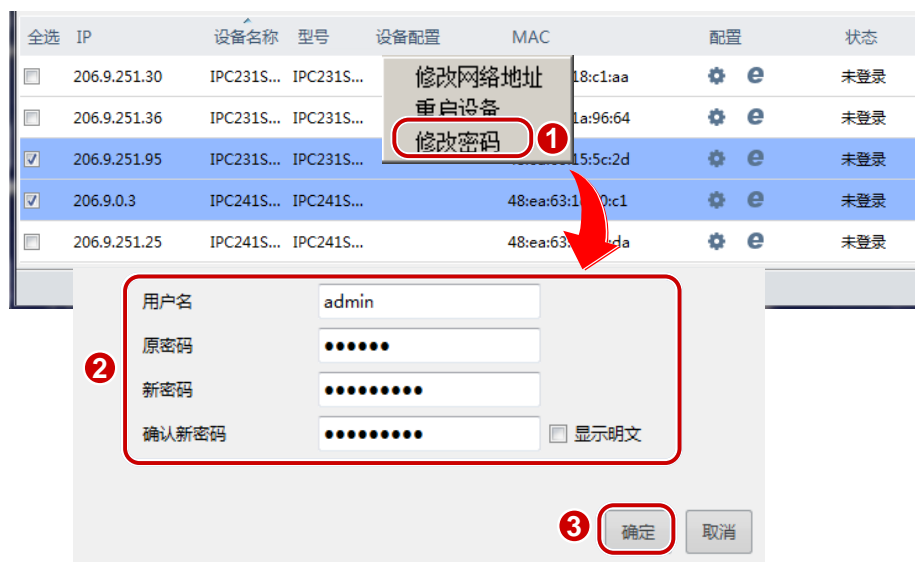 全选 IP 设备名称 型号 设备配置 MAC 配置 状态
206.9.251.30 IPC231S... IPC231S... 18:c1:aa 未登录
206.9.251.36 IPC231S... IPC231S... 1a:96:64 未登录
206.9.251.95 IPC231S... IPC231S... 15:5c:2d 未登录
206.9.0.3 IPC241S... IPC241S... 48:ea:63:1 0:c1 未登录
206.9.251.25 IPC241S... IPC241S... 48:ea:63: da 未登录
修改网络地址
重启设备
修改密码 1
2
用户名 admin
原密码 ●●●●●●
新密码 ●●●●●●●●●
确认新密码 ●●●●●●●●● 显示明文
3 确定 取消